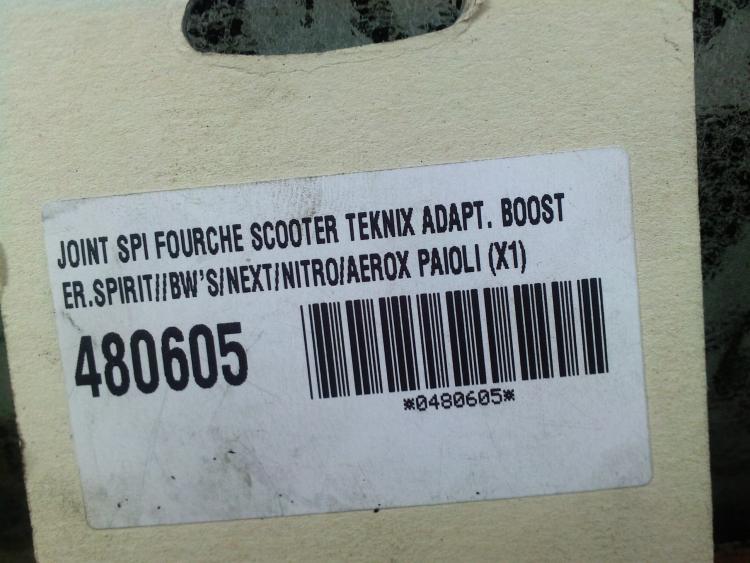 JOINT SPI FOURCHE SCOOTER TEKNIX ADAPT. BOOST
ER.SPIRIT//BW'S/NEXT/NITRO/AEROX PAIOLI (X1)
480605
*0480605*